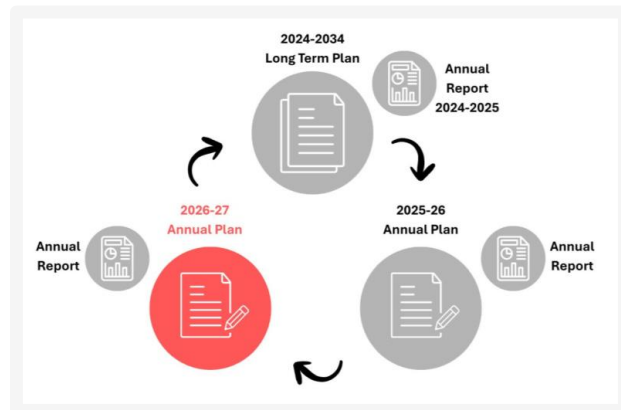 2024-2034
Long Term Plan
Annual
Report
2024-2025
2026-27
Annual Plan
2025-26
Annual Plan
Annual
Report
Annual
Report